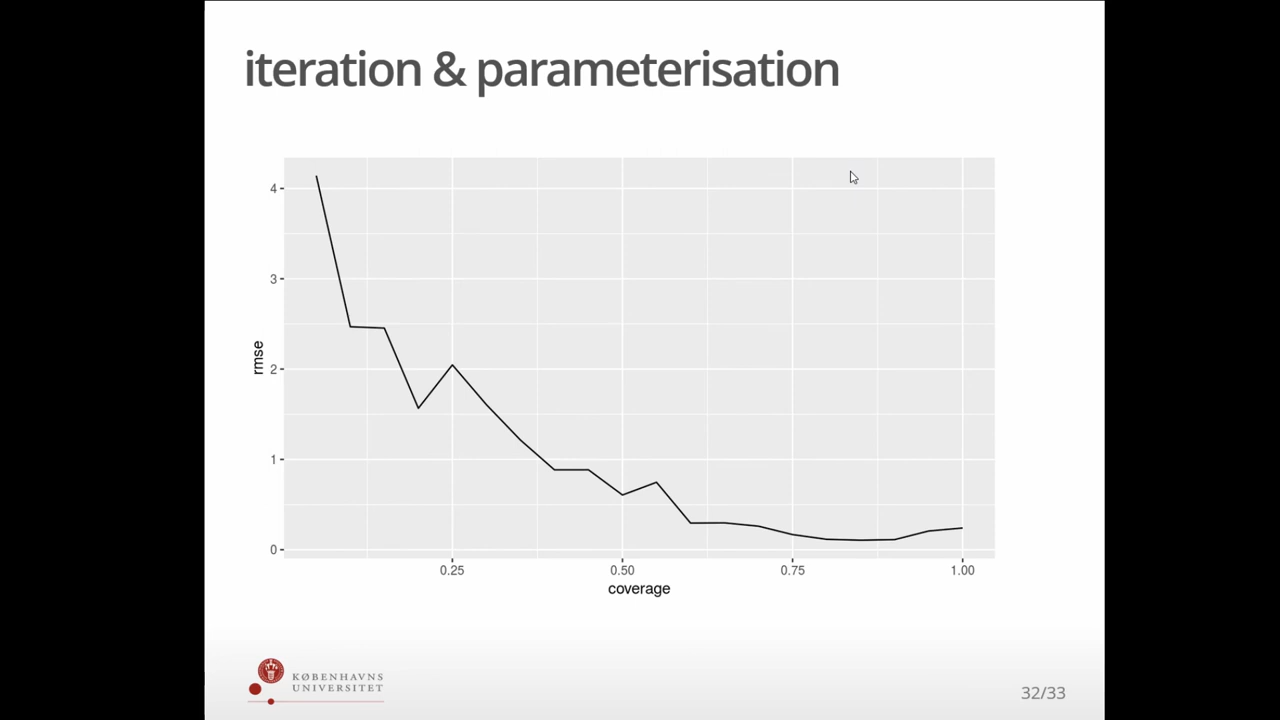 iteration & parameterisation
4
3
2
1
0
rmse
0.25 0.50 0.75 1.00
coverage
KØBENHAVNS
UNIVERSITET
32/33